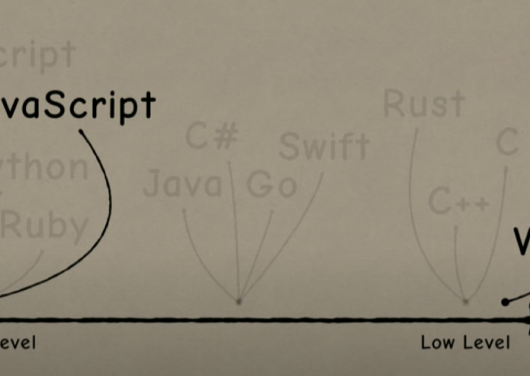 cript
vaScript
ython
Ruby
C#
Swift
Java
Go
Rust
C
C++
evel
Low Level